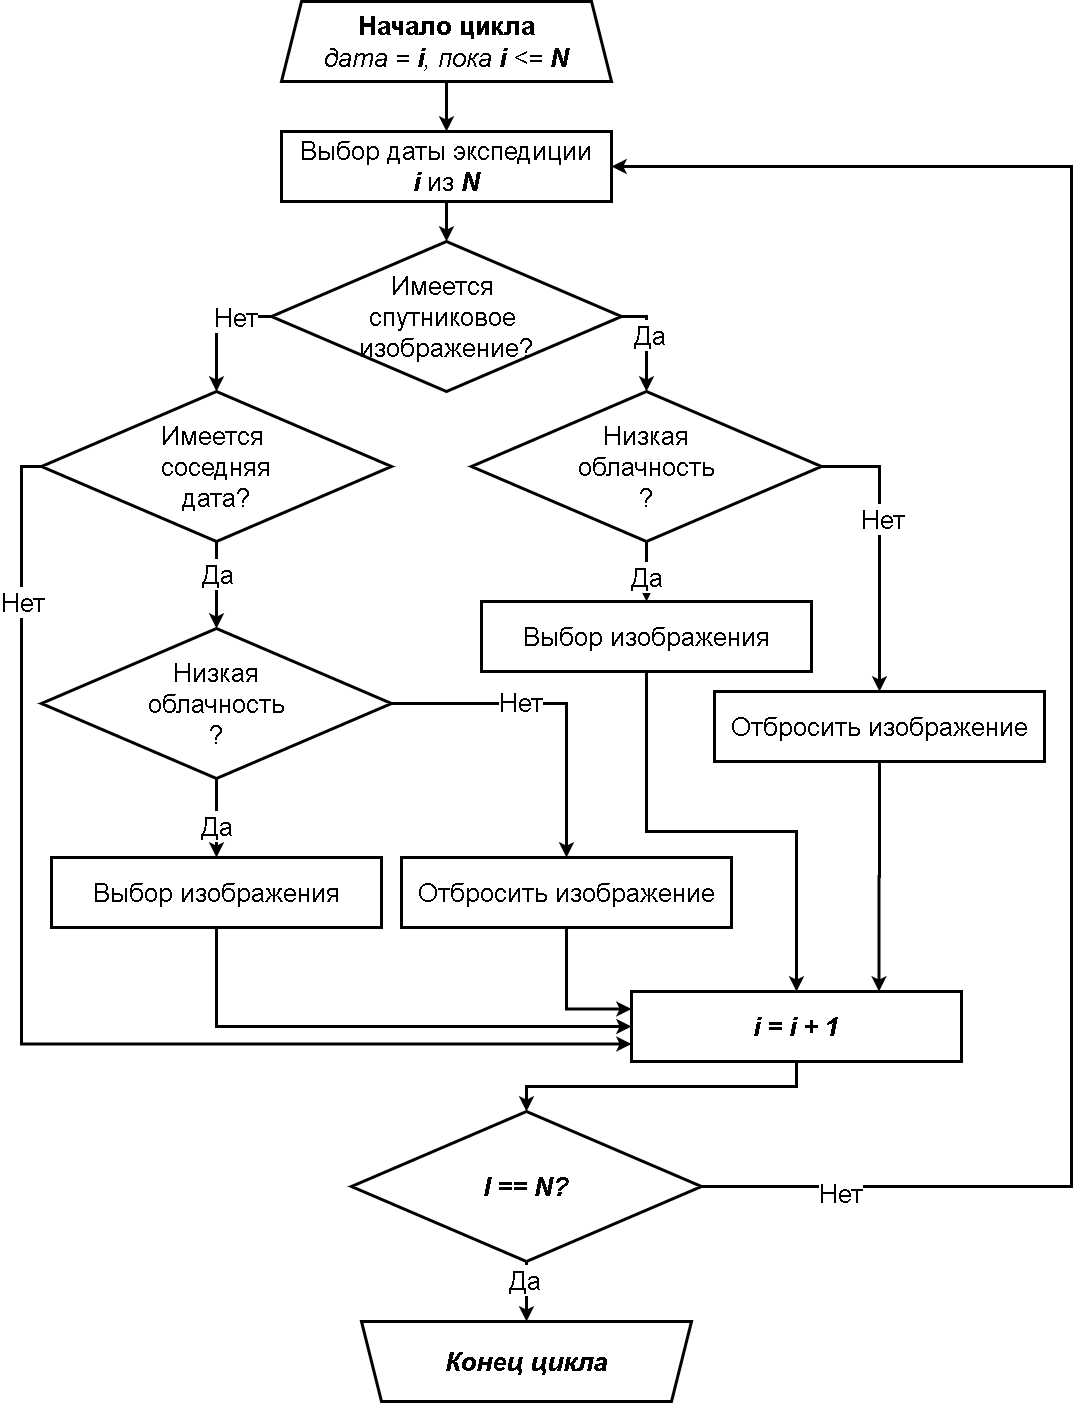 Начало цикла
дата = i, пока i <= N
Выбор даты экспедиции
i из N
Имеется
спутниковое
изображение?
Нет
Да
Имеется
соседняя
дата?
Низкая
облачность
?
Нет
Да
Да
Нет
Выбор изображения
Низкая
облачность
?
Нет
Отбросить изображение
Да
Выбор изображения
Отбросить изображение
i = i + 1
I == N?
Нет
Да
Конец цикла